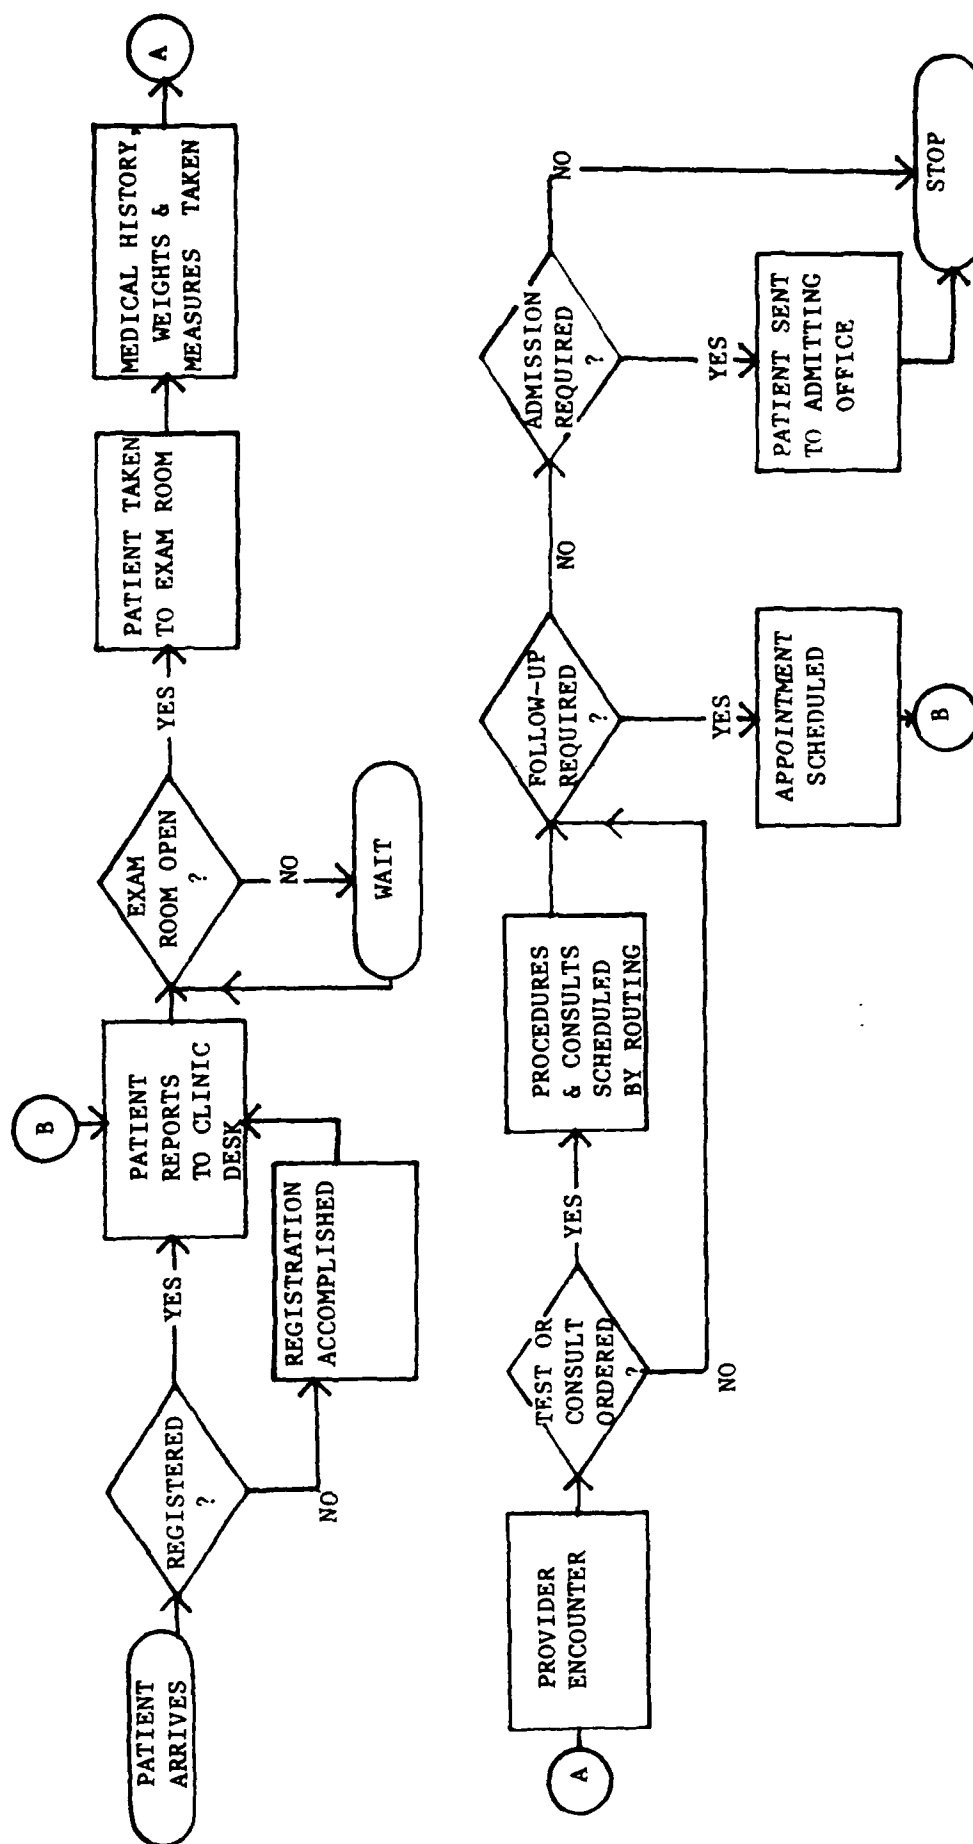 PATIENT
ARRIVES
REGISTERED
?
YES
NO
REGISTRATION
ACCOMPLISHED
B
PATIENT
REPORTS
TO CLINIC
DESK
EXAM
ROOM OPEN
?
NO
WAIT
YES
PATIENT TAKEN
TO EXAM ROOM
MEDICAL HISTORY,
WEIGHTS &
MEASURES TAKEN
A
A
PROVIDER
ENCOUNTER
TEST OR
CONSULT
ORDERED
?
NO
YES
PROCEDURES
& CONSULTS
SCHEDULED
BY ROUTING
FOLLOW-UP
REQUIRED
?
YES
APPOINTMENT
SCHEDULED
B
NO
ADMISSION
REQUIRED
?
YES
PATIENT SENT
TO ADMITTING
OFFICE
NO
STOP